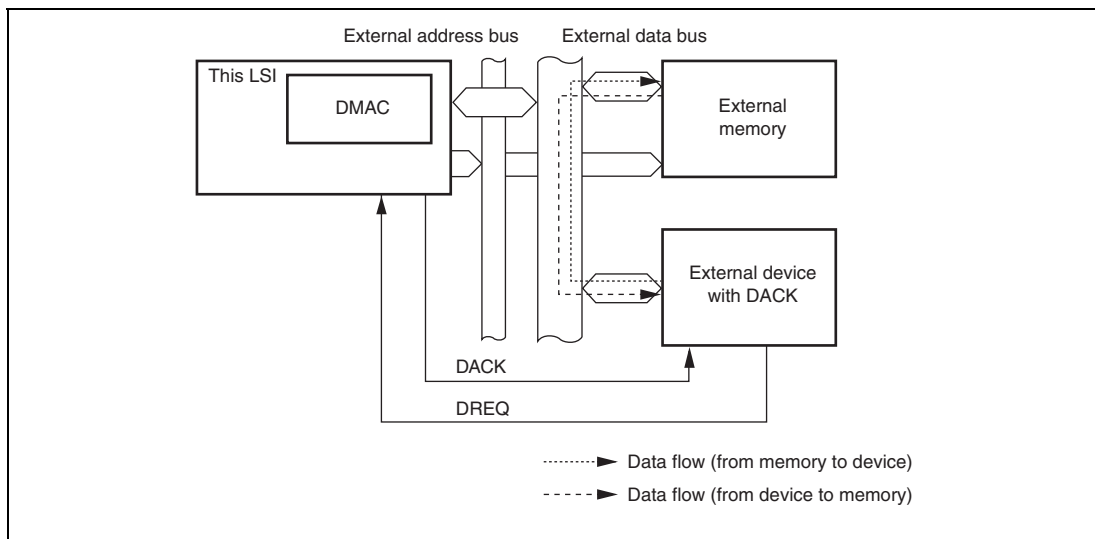 External address bus
External data bus
This LSI
DMAC
External
memory
External device
with DACK
DACK
DREQ
Data flow (from memory to device)
Data flow (from device to memory)